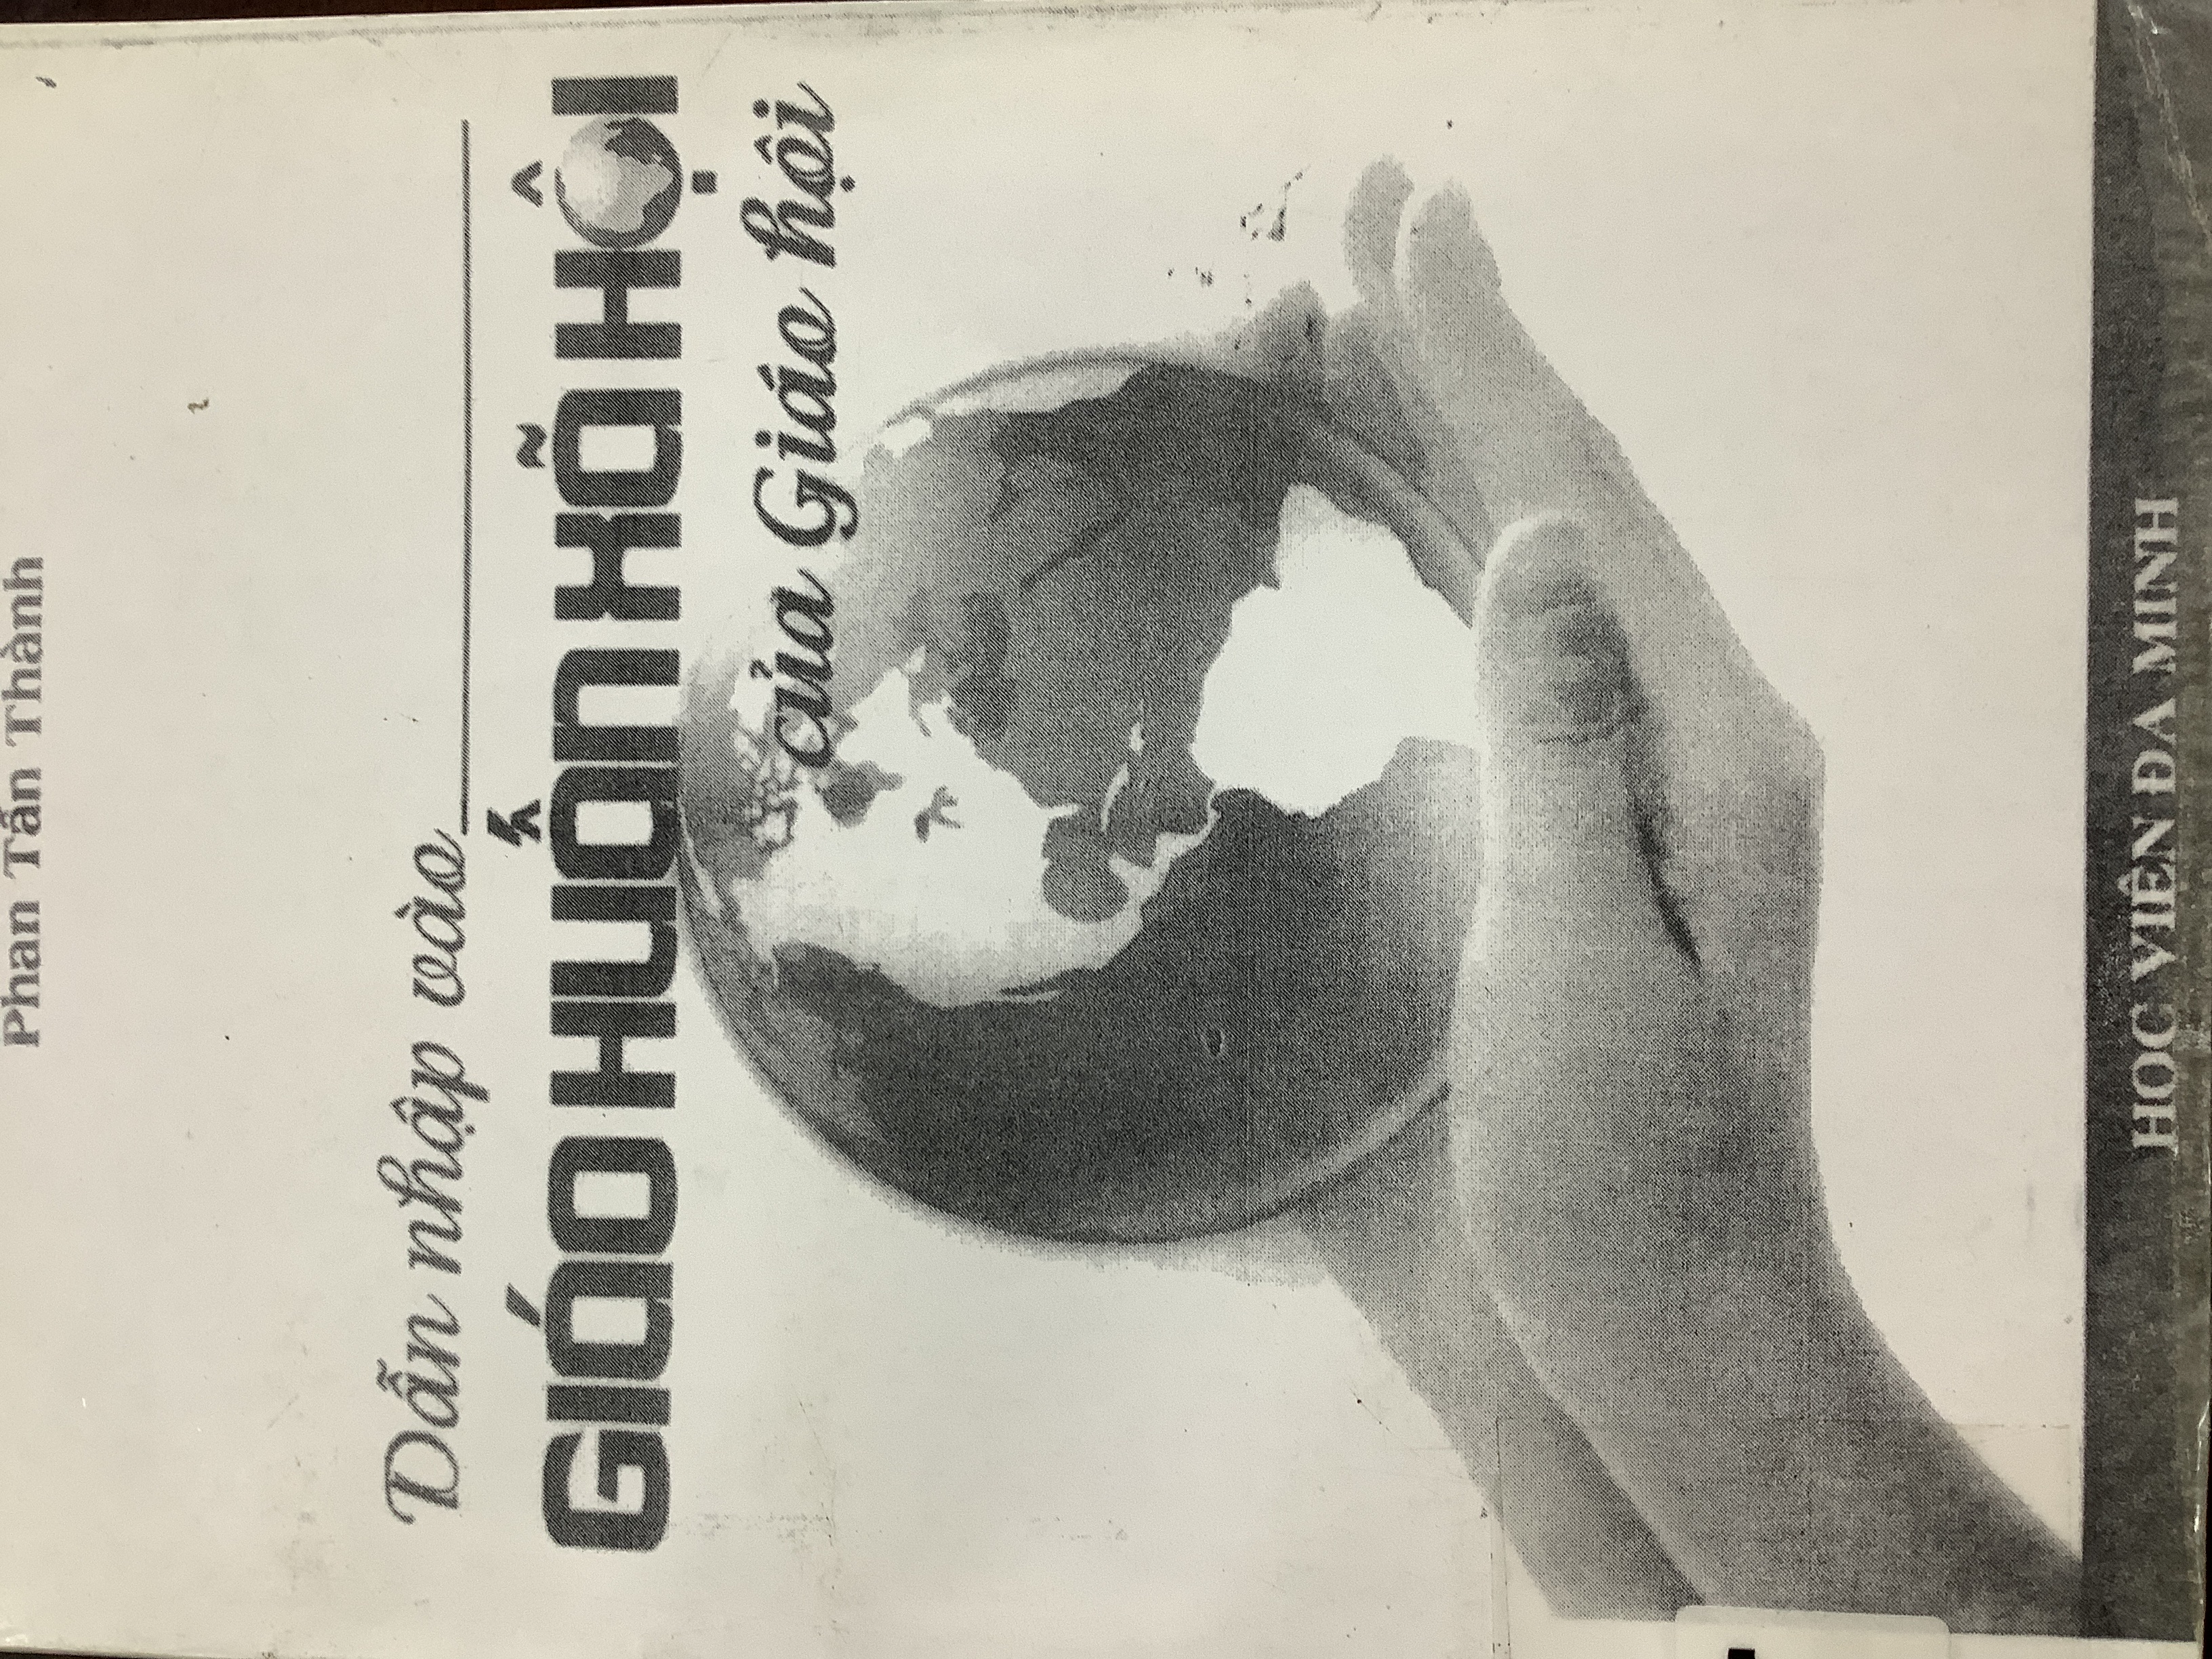 Phan Tấn Thành
Dẫn nhập vào
GIÁO HUẤN XÃ HỘI
của Giáo hội
HỌC VIỆN ĐA MINH